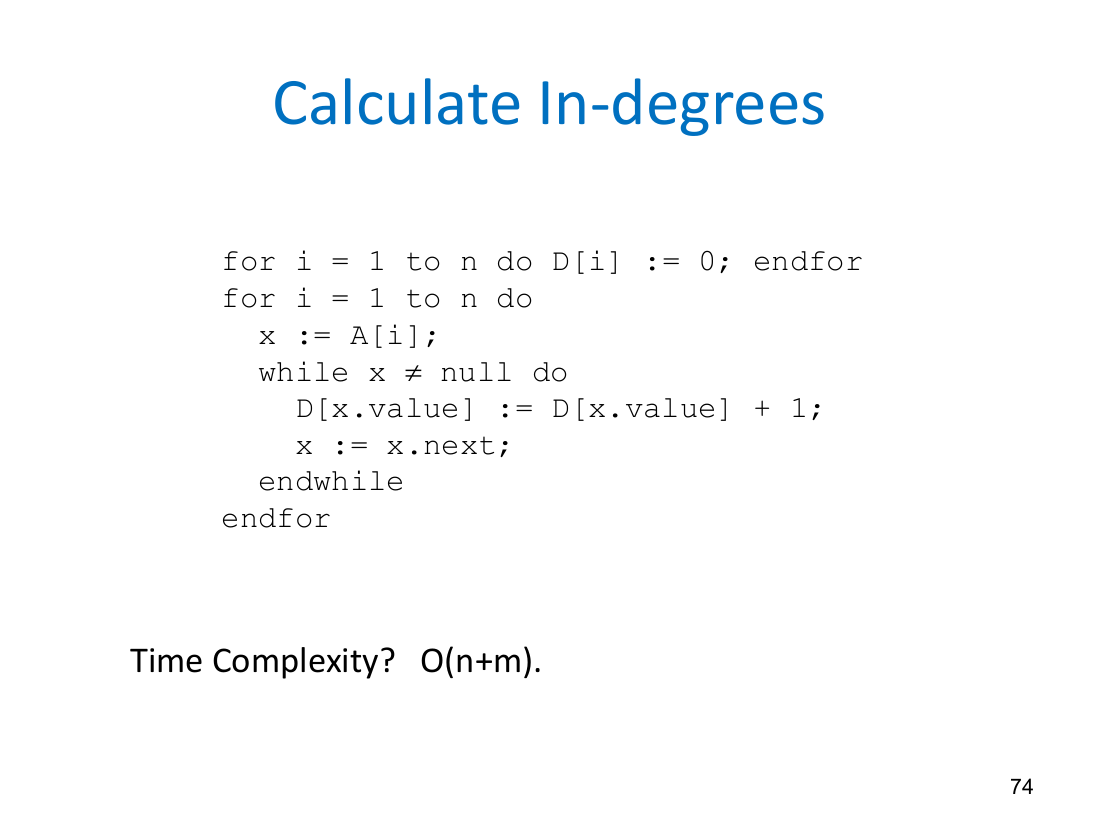 Calculate In-degrees
for i = 1 to n do D[i] := 0; endfor
for i = 1 to n do
  x := A[i];
  while x ≠ null do
    D[x.value] := D[x.value] + 1;
    x := x.next;
  endwhile
endfor
Time Complexity? O(n+m).
74